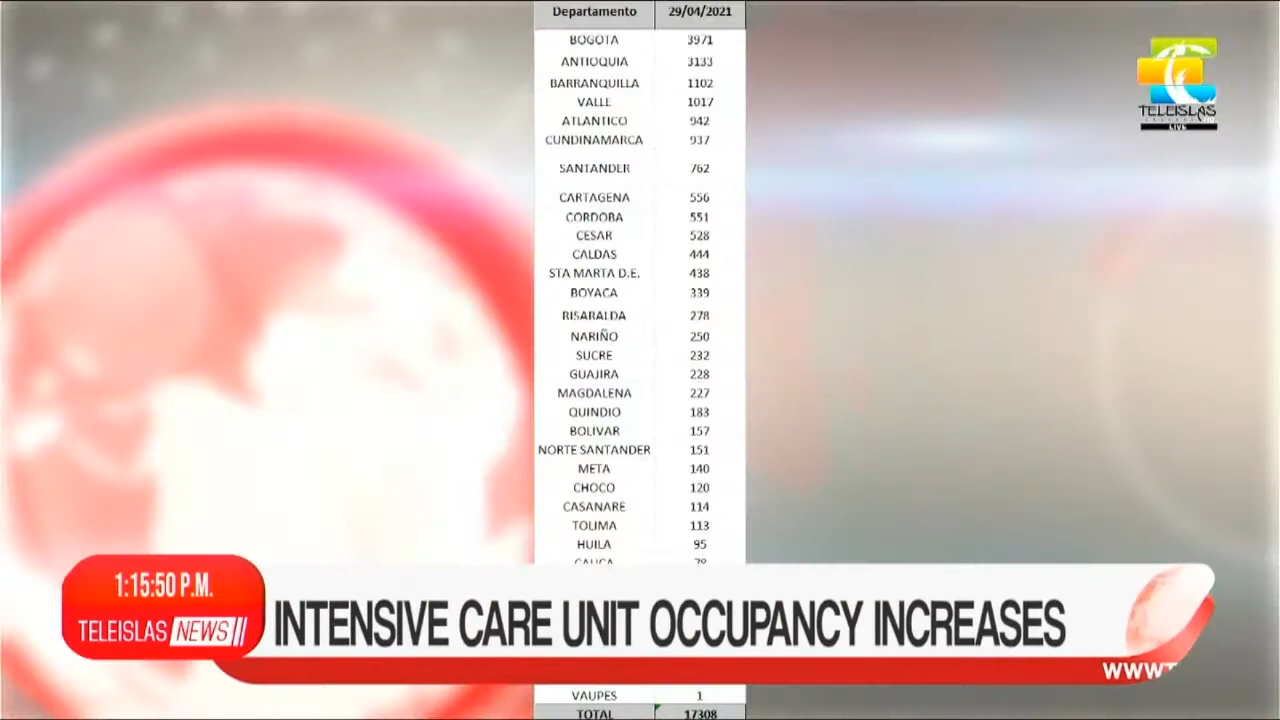 Departamento 29/04/2021
BOGOTA 3971
ANTIOQUIA 3133
BARRANQUILLA 1102
VALLE 1017
ATLANTICO 942
CUNDINAMARCA 937
SANTANDER 762
CARTAGENA 556
CORDOBA 551
CESAR 528
CALDAS 444
STA MARTA D.E. 438
BOYACA 339
RISARALDA 278
NARIÑO 250
SUCRE 232
GUAJIRA 228
MAGDALENA 227
QUINDIO 183
BOLIVAR 157
NORTE SANTANDER 151
META 140
CHOCO 120
CASANARE 114
TOLIMA 113
HUILA 95
CAUCA 78
VAUPES 1
TOTAL 17308
TELEISLAS
LIVE
1:15:50 P.M.
TELEISLAS NEWS
INTENSIVE CARE UNIT OCCUPANCY INCREASES
WWW.T